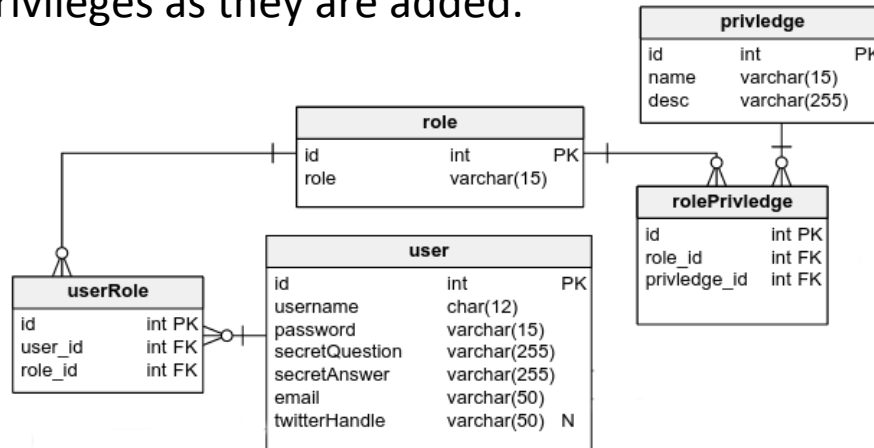 rivileges as they are added.
privledge
id int PK
name varchar(15)
desc varchar(255)
role
id int PK
role varchar(15)
rolePrivledge
id int PK
role_id int FK
privledge_id int FK
user
id int PK
username char(12)
password varchar(15)
secretQuestion varchar(255)
secretAnswer varchar(255)
email varchar(50)
twitterHandle varchar(50) N
userRole
id int PK
user_id int FK
role_id int FK